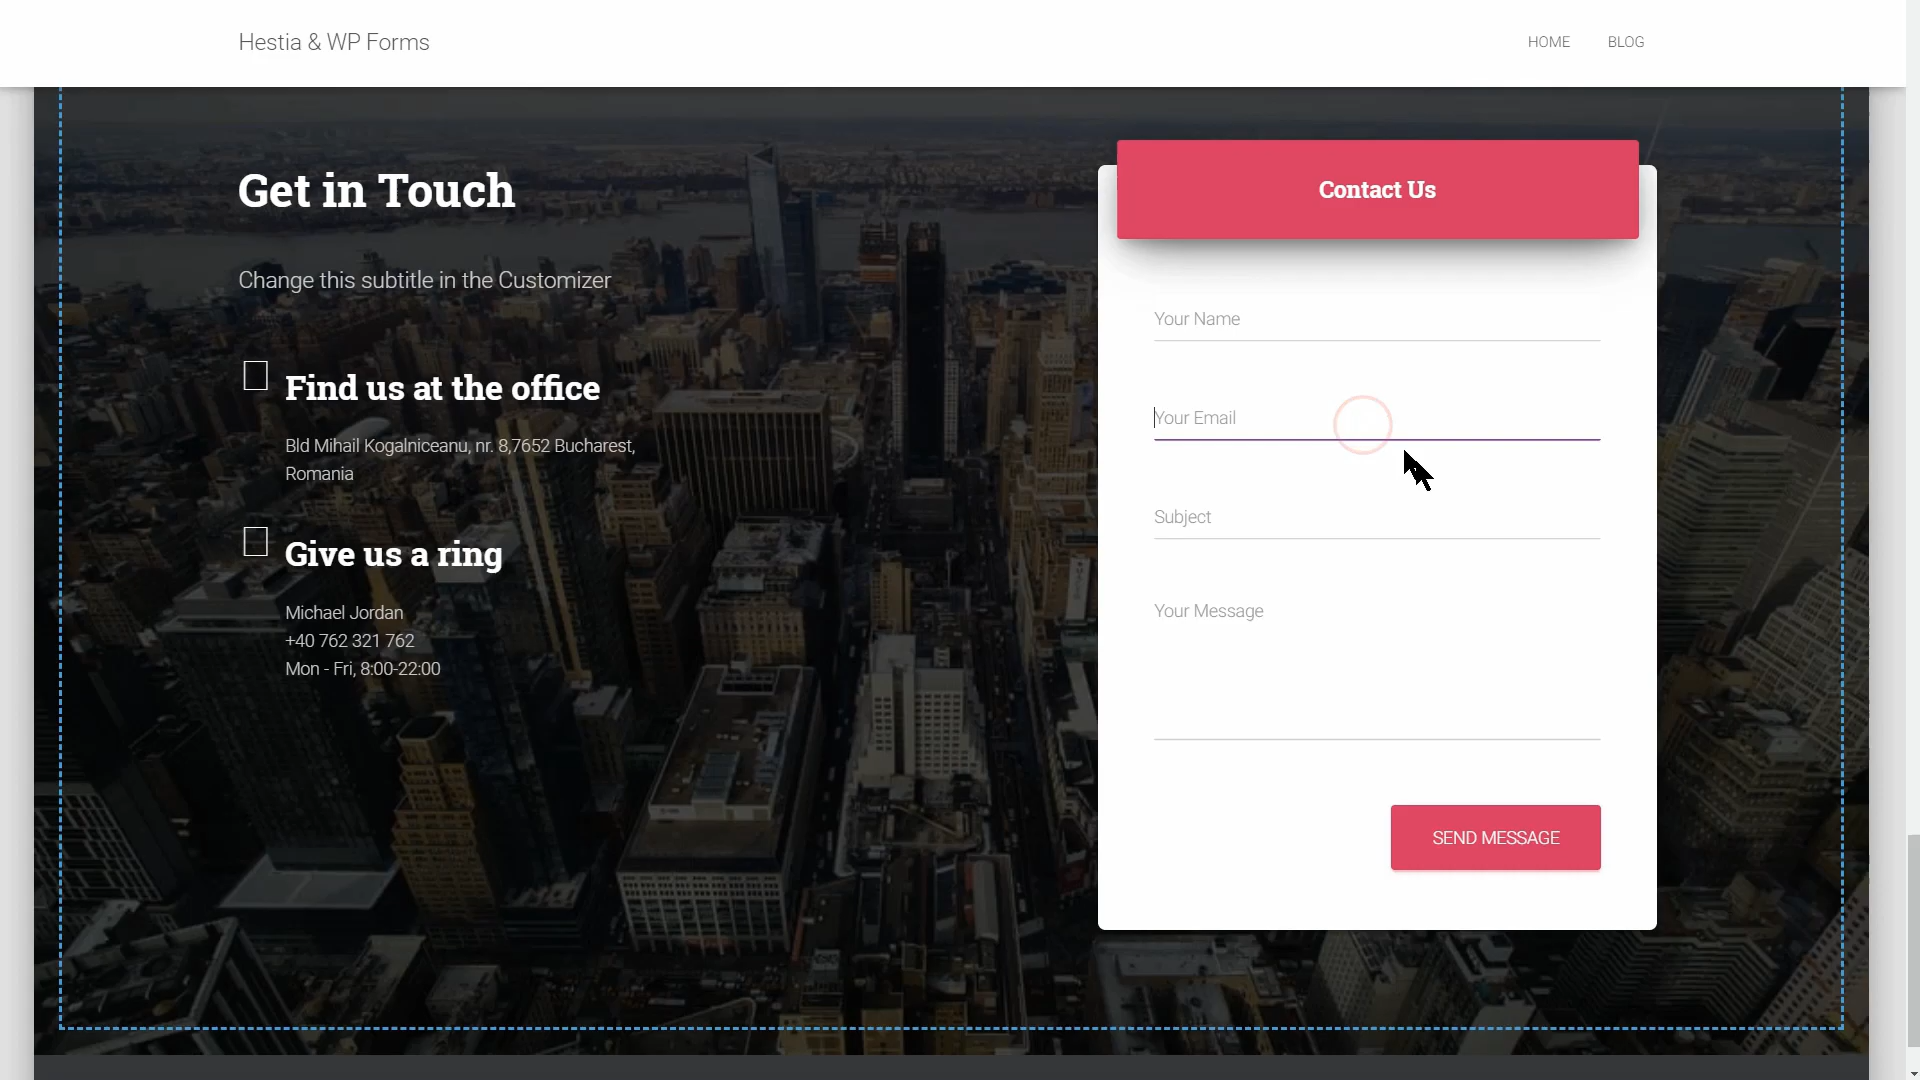 Hestia & WP Forms
HOME
BLOG
Get in Touch
Change this subtitle in the Customizer
Find us at the office
Bld Mihail Kogalniceanu, nr. 8,7652 Bucharest,
Romania
Give us a ring
Michael Jordan
+40 762 321 762
Mon - Fri, 8:00-22:00
Contact Us
Your Name
Your Email
Subject
Your Message
SEND MESSAGE